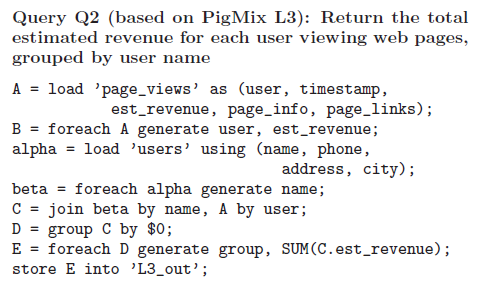 Query Q2 (based on PigMix L3): Return the total
estimated revenue for each user viewing web pages,
grouped by user name
A = load ’page_views’ as (user, timestamp,
est_revenue, page_info, page_links);
B = foreach A generate user, est_revenue;
alpha = load ’users’ using (name, phone,
address, city);
beta = foreach alpha generate name;
C = join beta by name, A by user;
D = group C by $0;
E = foreach D generate group, SUM(C.est_revenue);
store E into ’L3_out’;